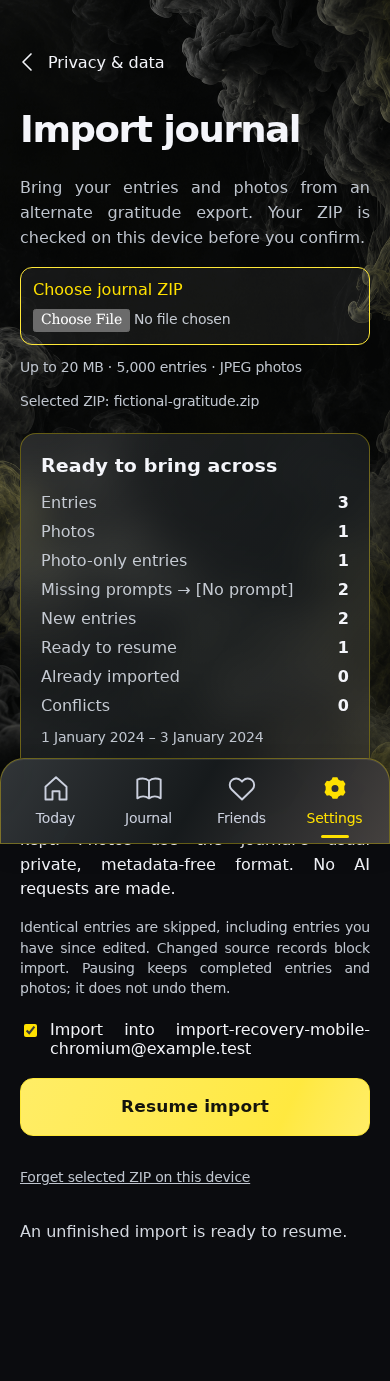 Privacy & data
Import journal
Bring your entries and photos from an
alternate gratitude export. Your ZIP is
checked on this device before you confirm.
Choose journal ZIP
Choose File No file chosen
Up to 20 MB · 5,000 entries · JPEG photos
Selected ZIP: fictional-gratitude.zip
Ready to bring across
Entries 3
Photos 1
Photo-only entries 1
Missing prompts → [No prompt] 2
New entries 2
Ready to resume 1
Already imported 0
Conflicts 0
1 January 2024 – 3 January 2024
Today Journal Friends Settings
private, metadata-free format. No AI
requests are made.
Identical entries are skipped, including entries you
have since edited. Changed source records block
import. Pausing keeps completed entries and
photos; it does not undo them.
Import into import-recovery-mobile-
chromium@example.test
Resume import
Forget selected ZIP on this device
An unfinished import is ready to resume.